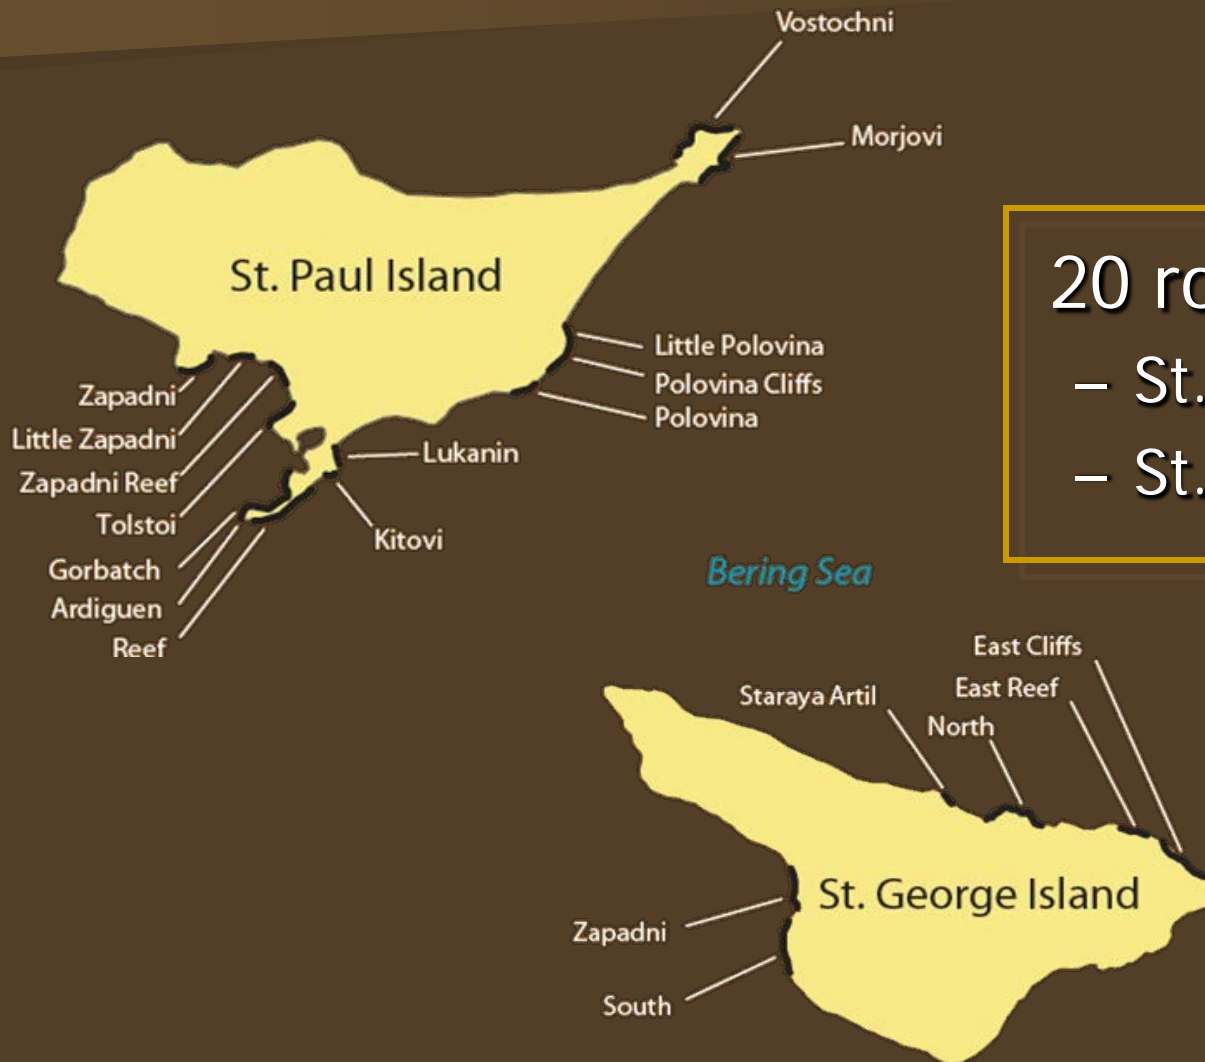 Vostochni
Morjovi
St. Paul Island
Little Polovina
Polovina Cliffs
Polovina
Zapadni
Little Zapadni
Zapadni Reef
Tolstoi
Gorbatch
Ardiguen
Reef
Lukanin
Kitovi
20
– St.
– St.
Bering Sea
East Cliffs
East Reef
Staraya Artil
North
St. George Island
Zapadni
South